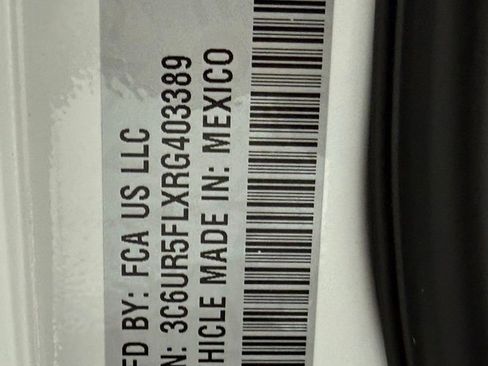 FD BY: FCA US LLC
N: 3C6UR5FLXRG403389
HICLE MADE IN: MEXICO